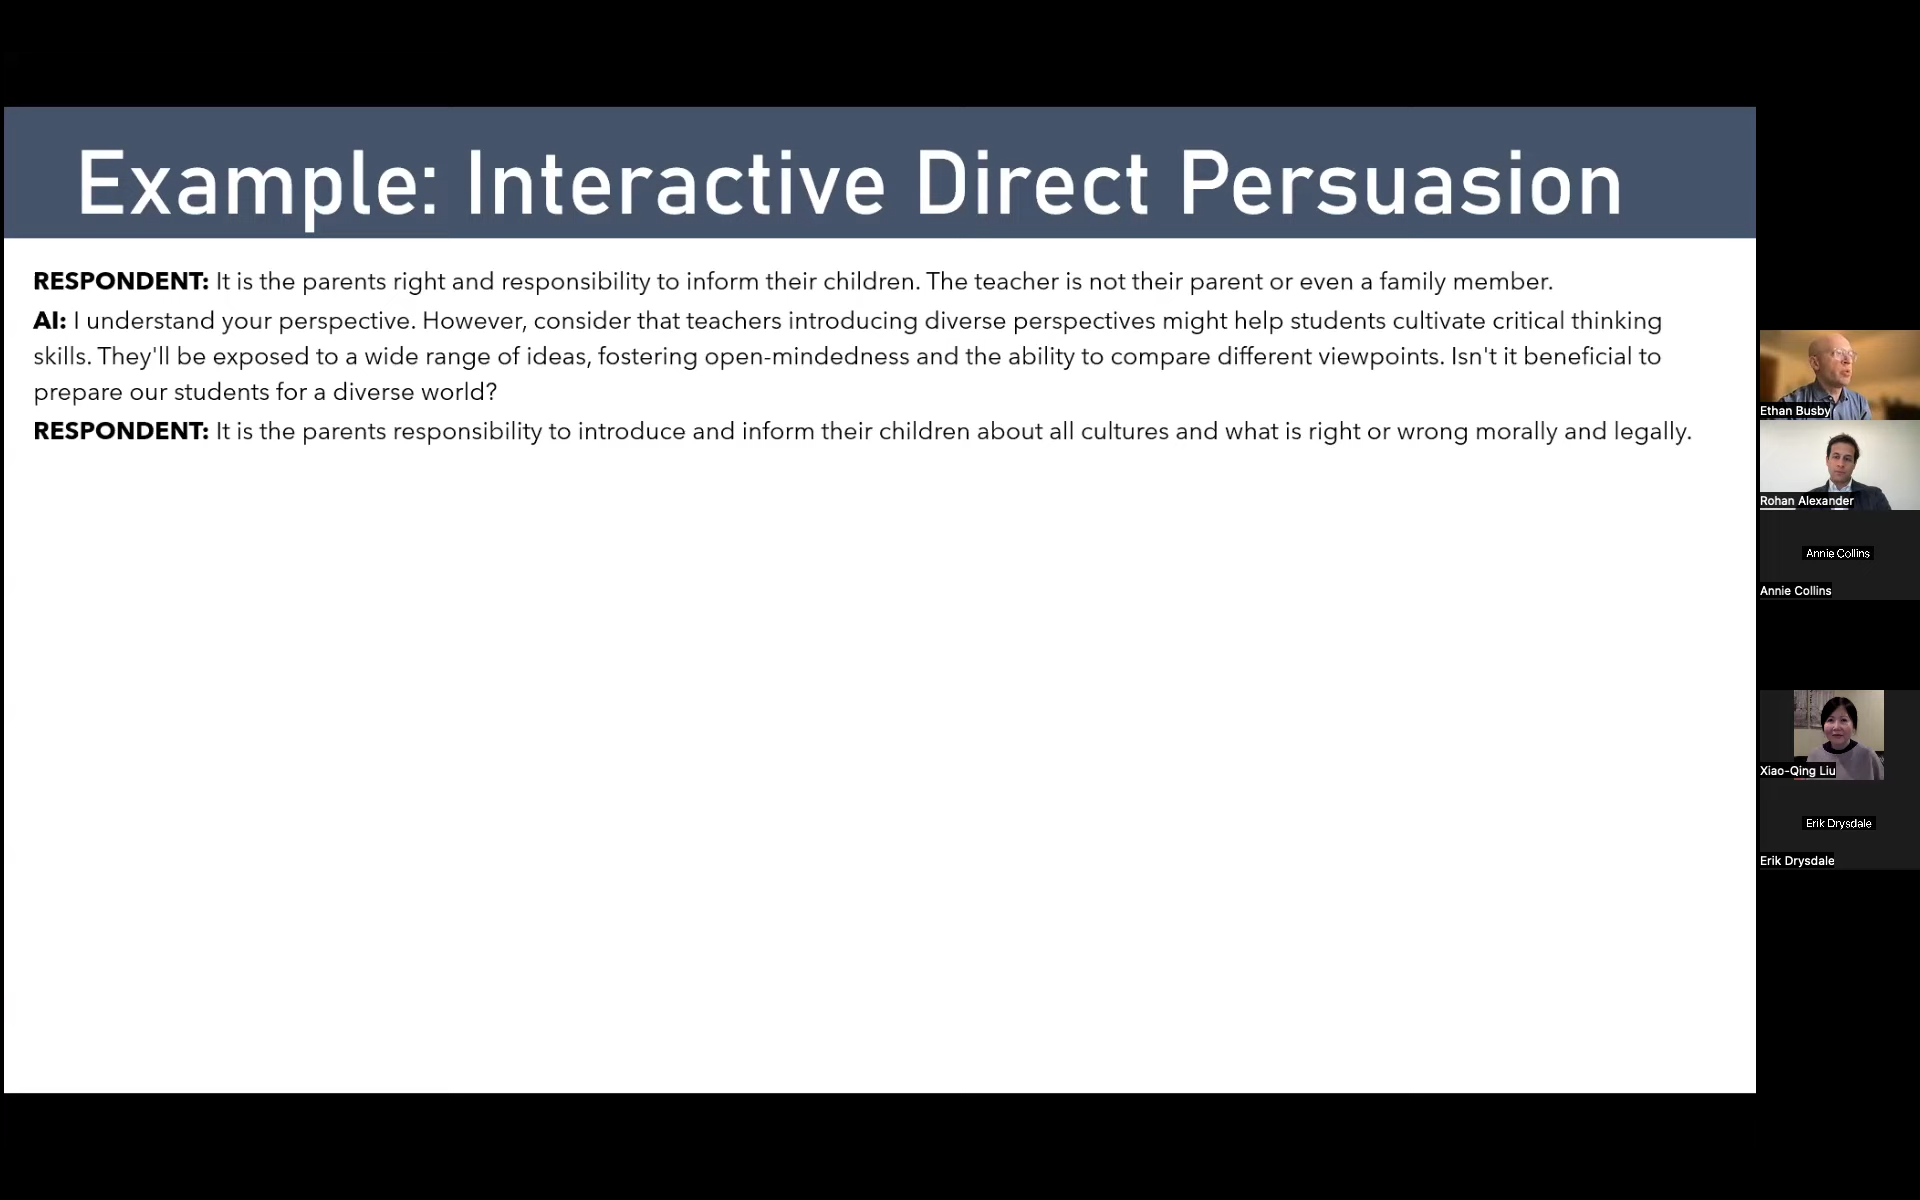 Example: Interactive Direct Persuasion
RESPONDENT: It is the parents right and responsibility to inform their children. The teacher is not their parent or even a family member.
AI: I understand your perspective. However, consider that teachers introducing diverse perspectives might help students cultivate critical thinking
skills. They'll be exposed to a wide range of ideas, fostering open-mindedness and the ability to compare different viewpoints. Isn't it beneficial to
prepare our students for a diverse world?
RESPONDENT: It is the parents responsibility to introduce and inform their children about all cultures and what is right or wrong morally and legally.
Ethan Busby
Rohan Alexander
Annie Collins
Annie Collins
Xiao-Qing Liu
Erik Drysdale
Erik Drysdale